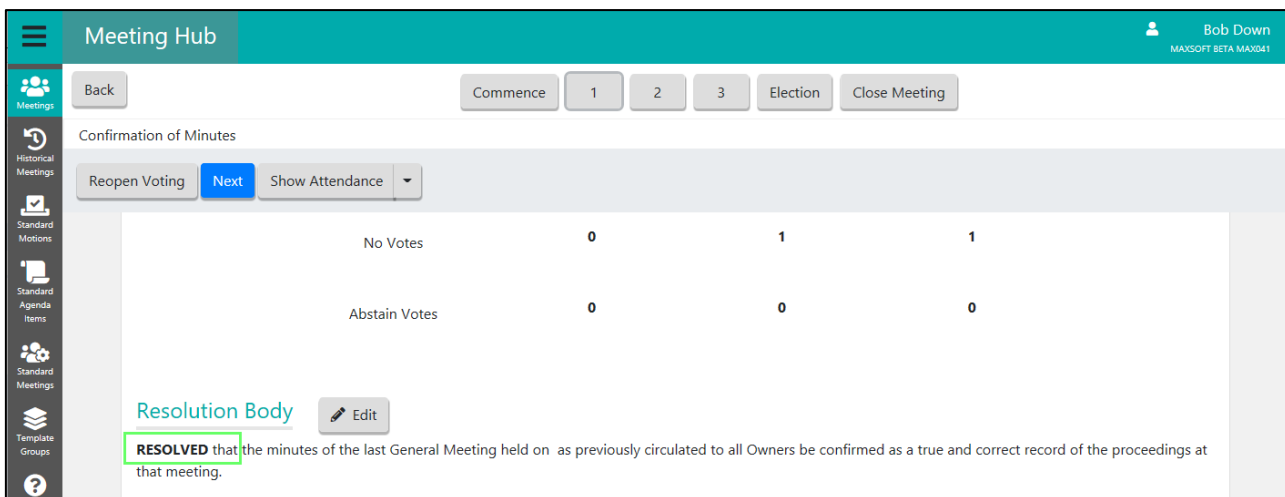 Meeting Hub
Bob Down
MAXSOFT BETA MAX041
Meetings
Back
Commence
1
2
3
Election
Close Meeting
Confirmation of Minutes
Historical
Meetings
Reopen Voting
Next
Show Attendance
Standard
Motions
No Votes 0 1 1
Standard
Agenda
Items
Abstain Votes 0 0 0
Standard
Meetings
Resolution Body
Edit
Template
Groups
RESOLVED that the minutes of the last General Meeting held on as previously circulated to all Owners be confirmed as a true and correct record of the proceedings at
that meeting.